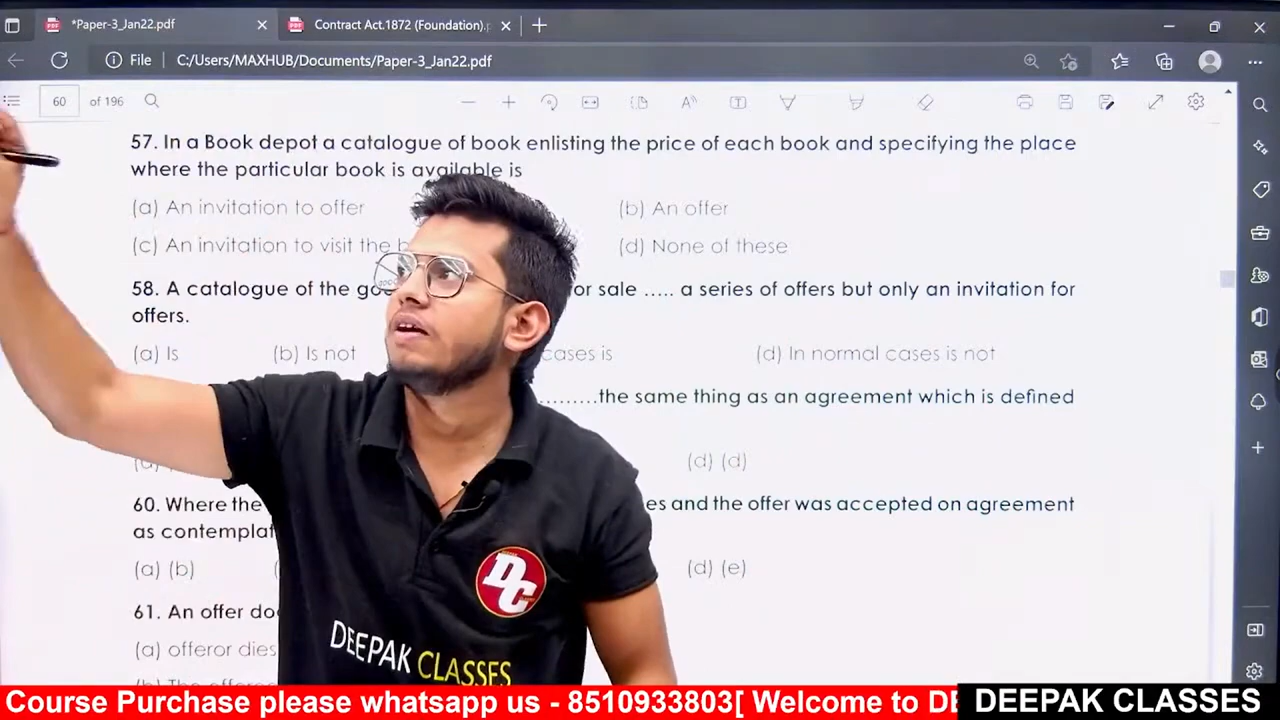 *Paper-3_Jan22.pdf
Contract Act.1872 (Foundation).
File C:/Users/MAXHUB/Documents/Paper-3_Jan22.pdf
60 of 196
57. In a Book depot a catalogue of book enlisting the price of each book and specifying the place
where the particular book is available is
(a) An invitation to offer (b) An offer
(c) An invitation to visit the (d) None of these
58. A catalogue of the for sale ..... a series of offers but only an invitation for
offers.
(a) Is (b) Is not cases is (d) In normal cases is not
.........the same thing as an agreement which is defined
(d) (d)
60. Where the and the offer was accepted on agreement
as
(a) (b) (d) (e)
61. An offer
(a) offeror dies
DC
DEEPAK CLASSES
Course Purchase please whatsapp us - 8510933803[ Welcome to
DEEPAK CLASSES